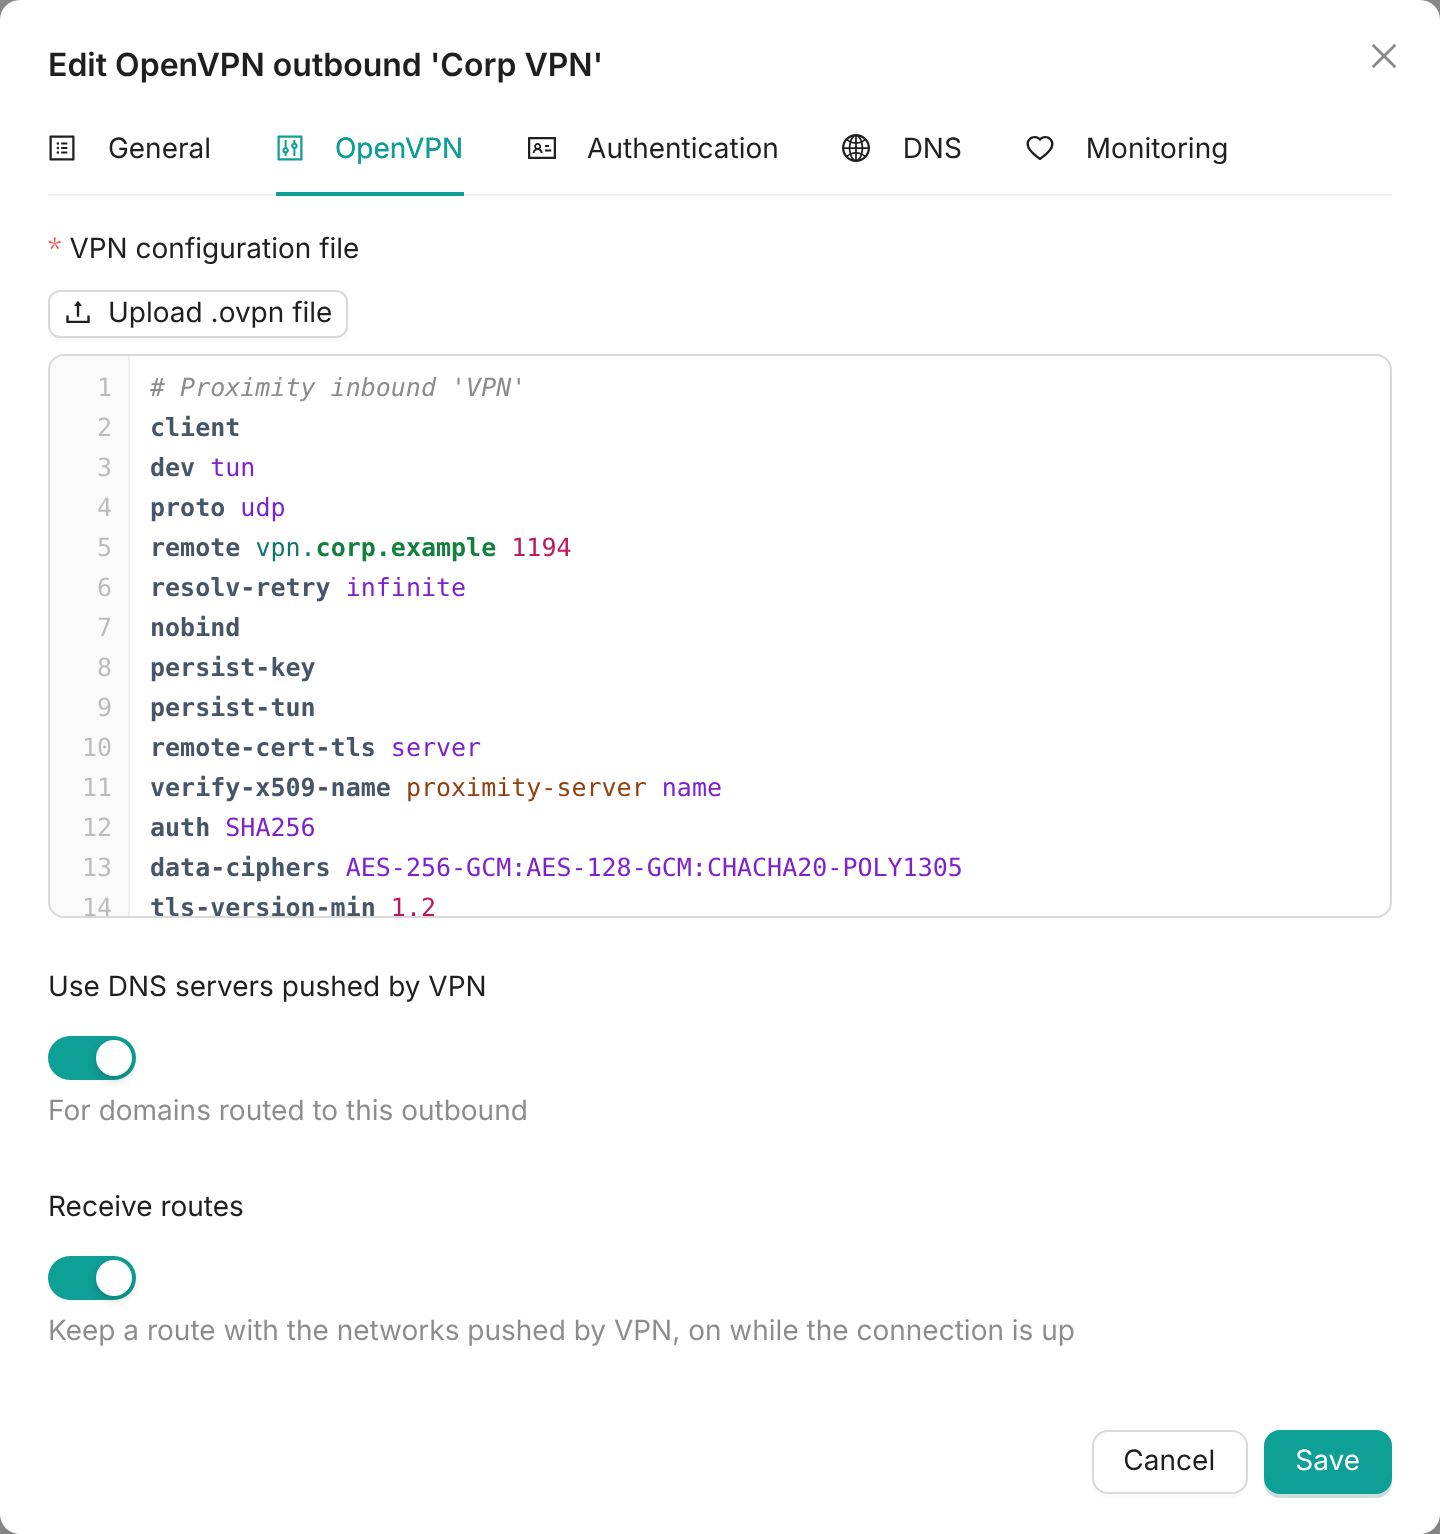 Edit OpenVPN outbound 'Corp VPN'
General
OpenVPN
Authentication
DNS
Monitoring
* VPN configuration file
Upload .ovpn file
1 # Proximity inbound 'VPN'
2 client
3 dev tun
4 proto udp
5 remote vpn.corp.example 1194
6 resolv-retry infinite
7 nobind
8 persist-key
9 persist-tun
10 remote-cert-tls server
11 verify-x509-name proximity-server name
12 auth SHA256
13 data-ciphers AES-256-GCM:AES-128-GCM:CHACHA20-POLY1305
14 tls-version-min 1.2
Use DNS servers pushed by VPN
For domains routed to this outbound
Receive routes
Keep a route with the networks pushed by VPN, on while the connection is up
Cancel
Save